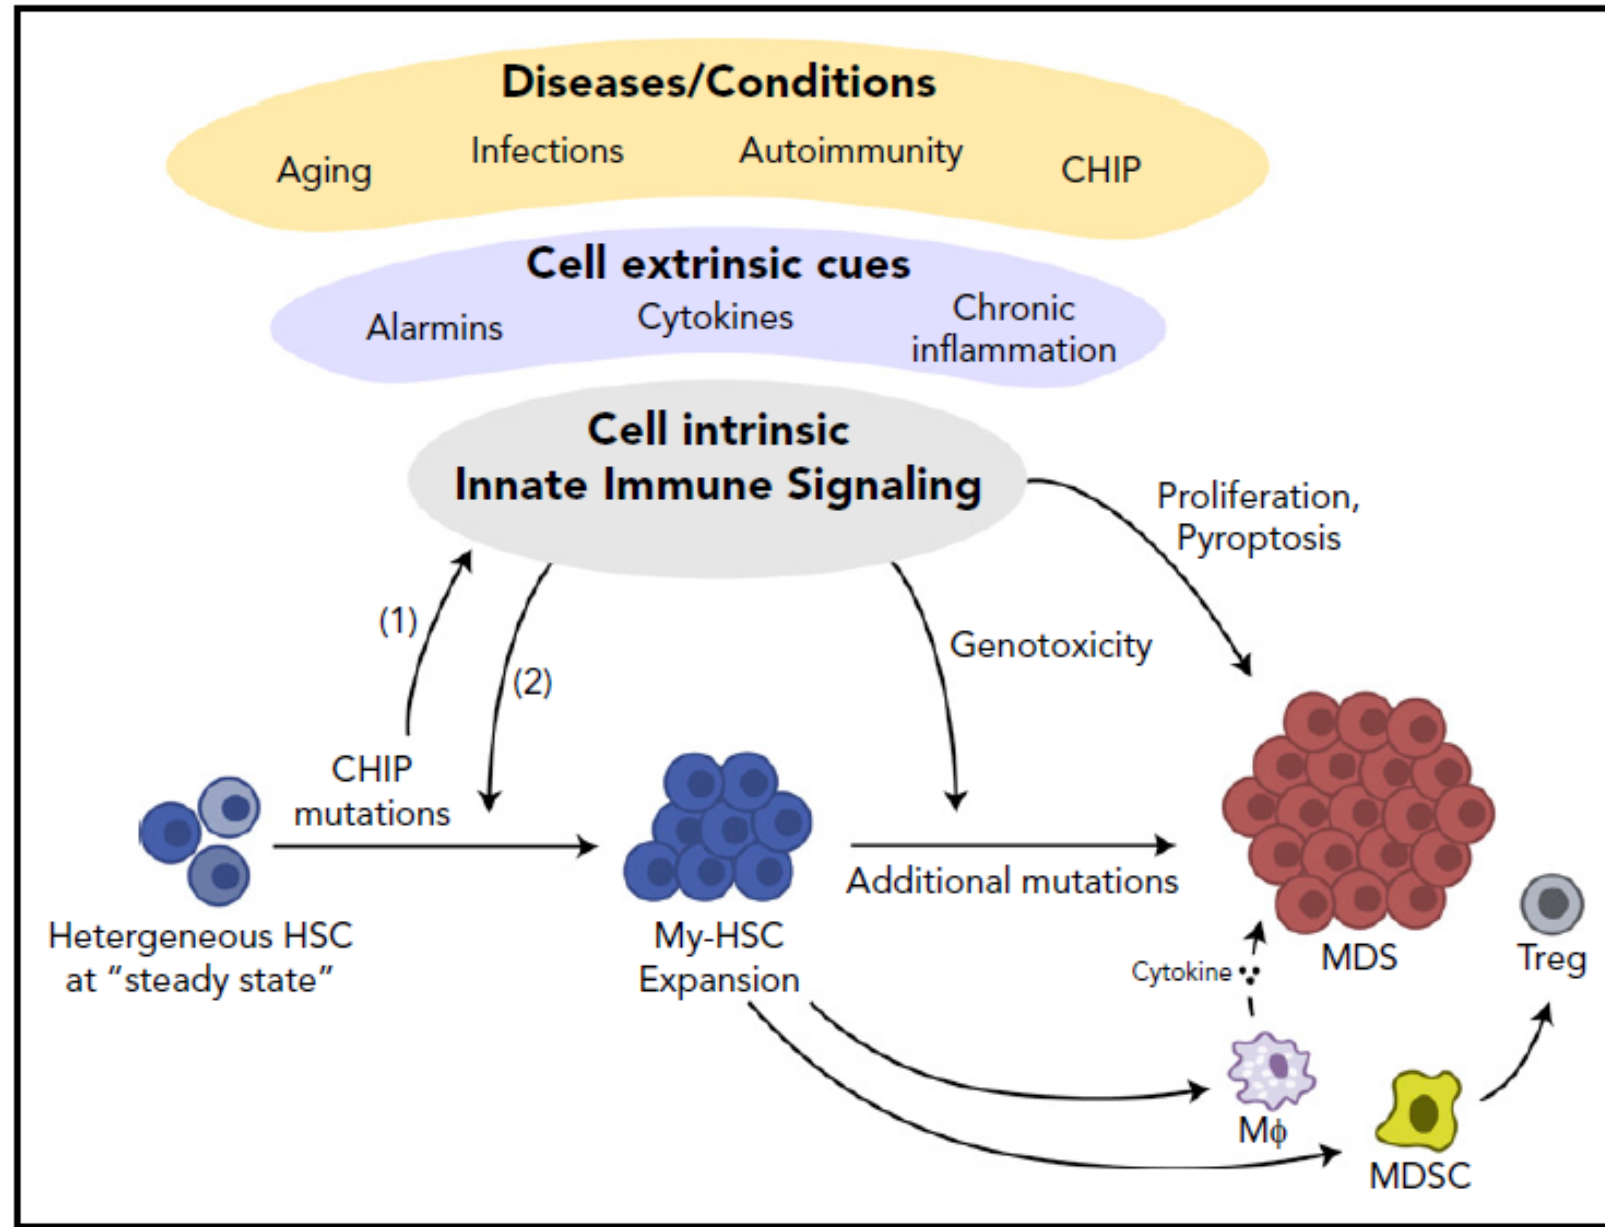 Diseases/Conditions
Aging
Infections
Autoimmunity
CHIP
Cell extrinsic cues
Alarmins
Cytokines
Chronic
inflammation
Cell intrinsic
Innate Immune Signaling
Proliferation,
Pyroptosis
(1)
(2)
Genotoxicity
CHIP
mutations
Additional mutations
Hetergeneous HSC
at “steady state”
My-HSC
Expansion
Cytokine
MDS
Treg
Mϕ
MDSC